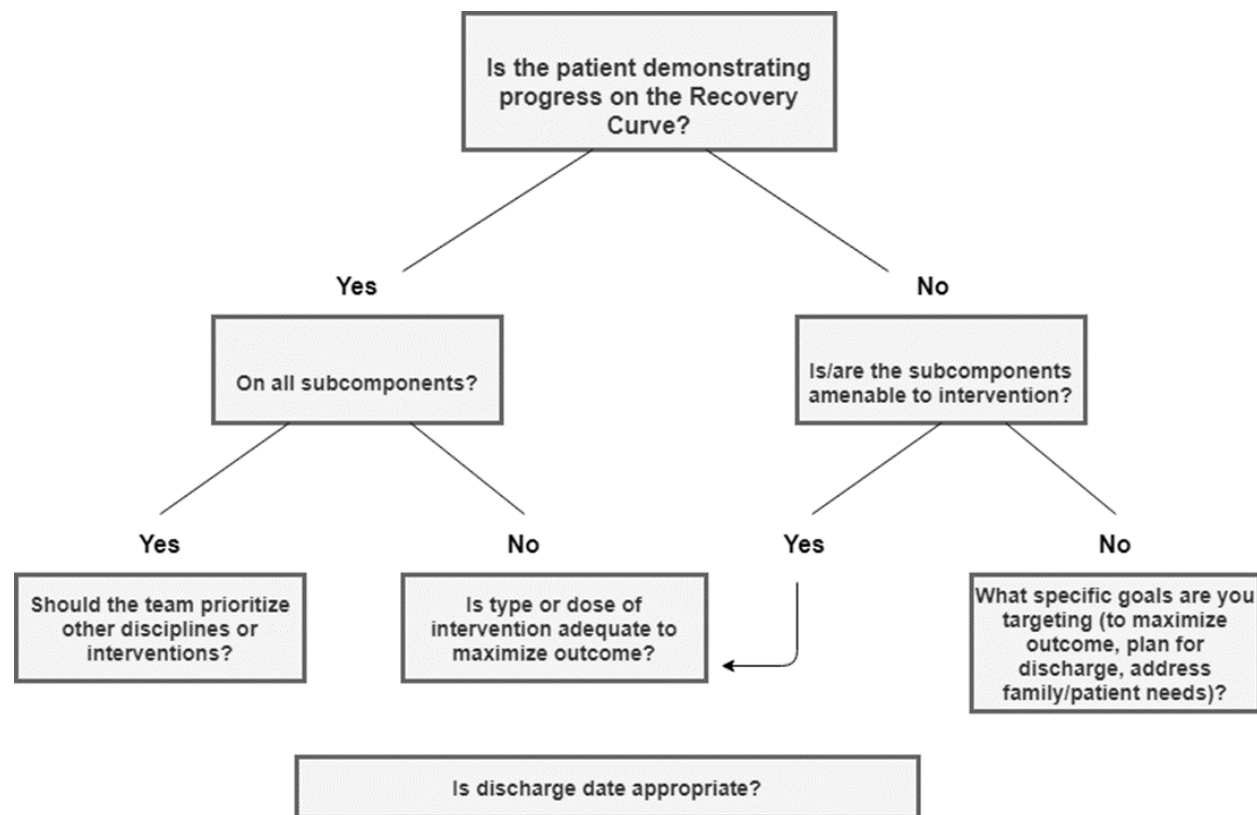 Is the patient demonstrating
progress on the Recovery
Curve?
Yes
No
On all subcomponents?
Is/are the subcomponents
amenable to intervention?
Yes
No
Yes
No
Should the team prioritize
other disciplines or
interventions?
Is type or dose of
intervention adequate to
maximize outcome?
What specific goals are you
targeting (to maximize
outcome, plan for
discharge, address
family/patient needs)?
Is discharge date appropriate?